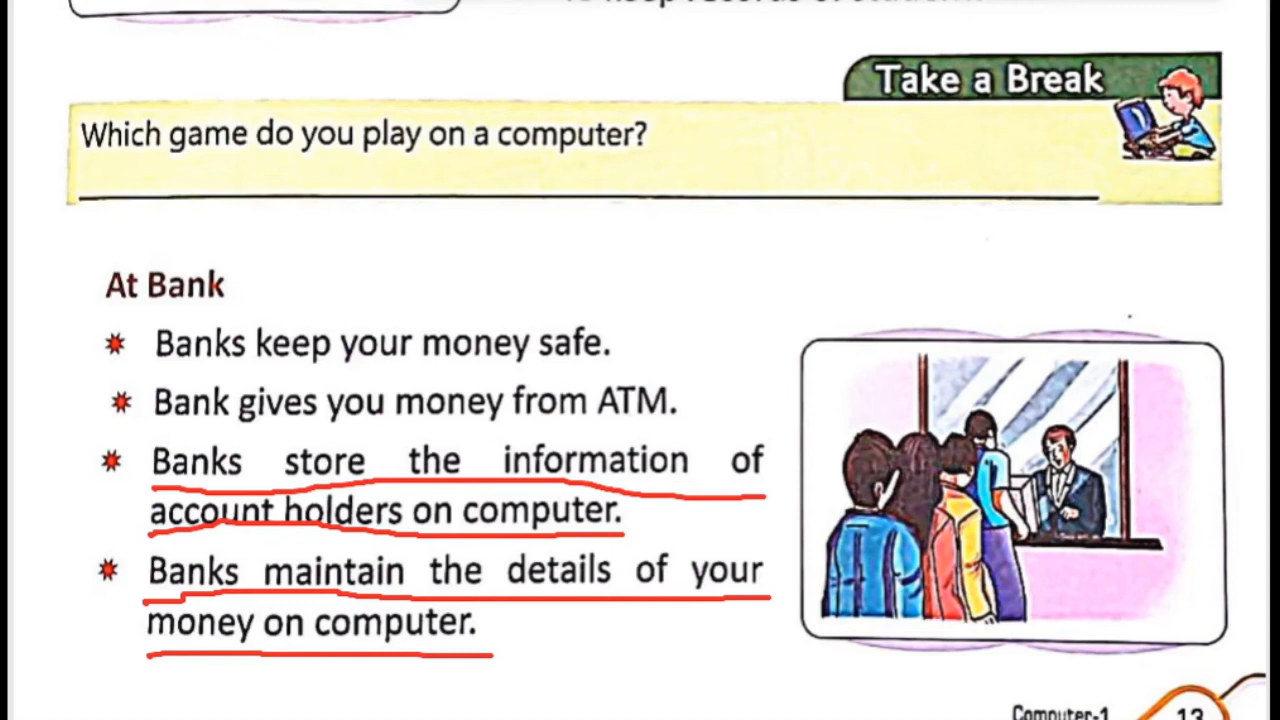 Take a Break
Which game do you play on a computer?
At Bank
Banks keep your money safe.
Bank gives you money from ATM.
Banks store the information of
account holders on computer.
Banks maintain the details of your
money on computer.
Computer-1 13